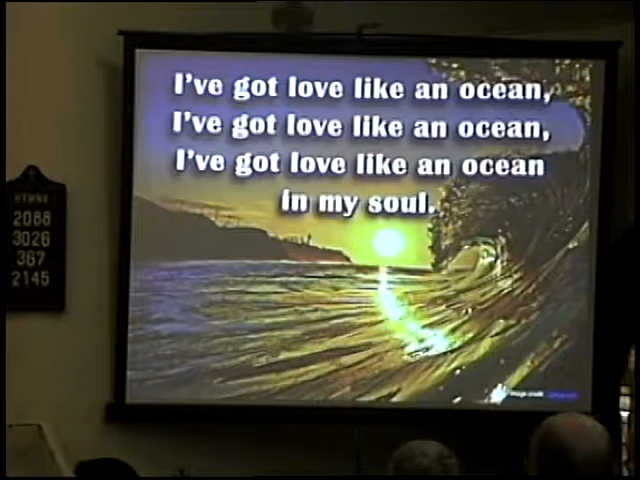 I've got love like an ocean,
I've got love like an ocean,
I've got love like an ocean
in my soul.
HYMNS
2088
3026
367
2145